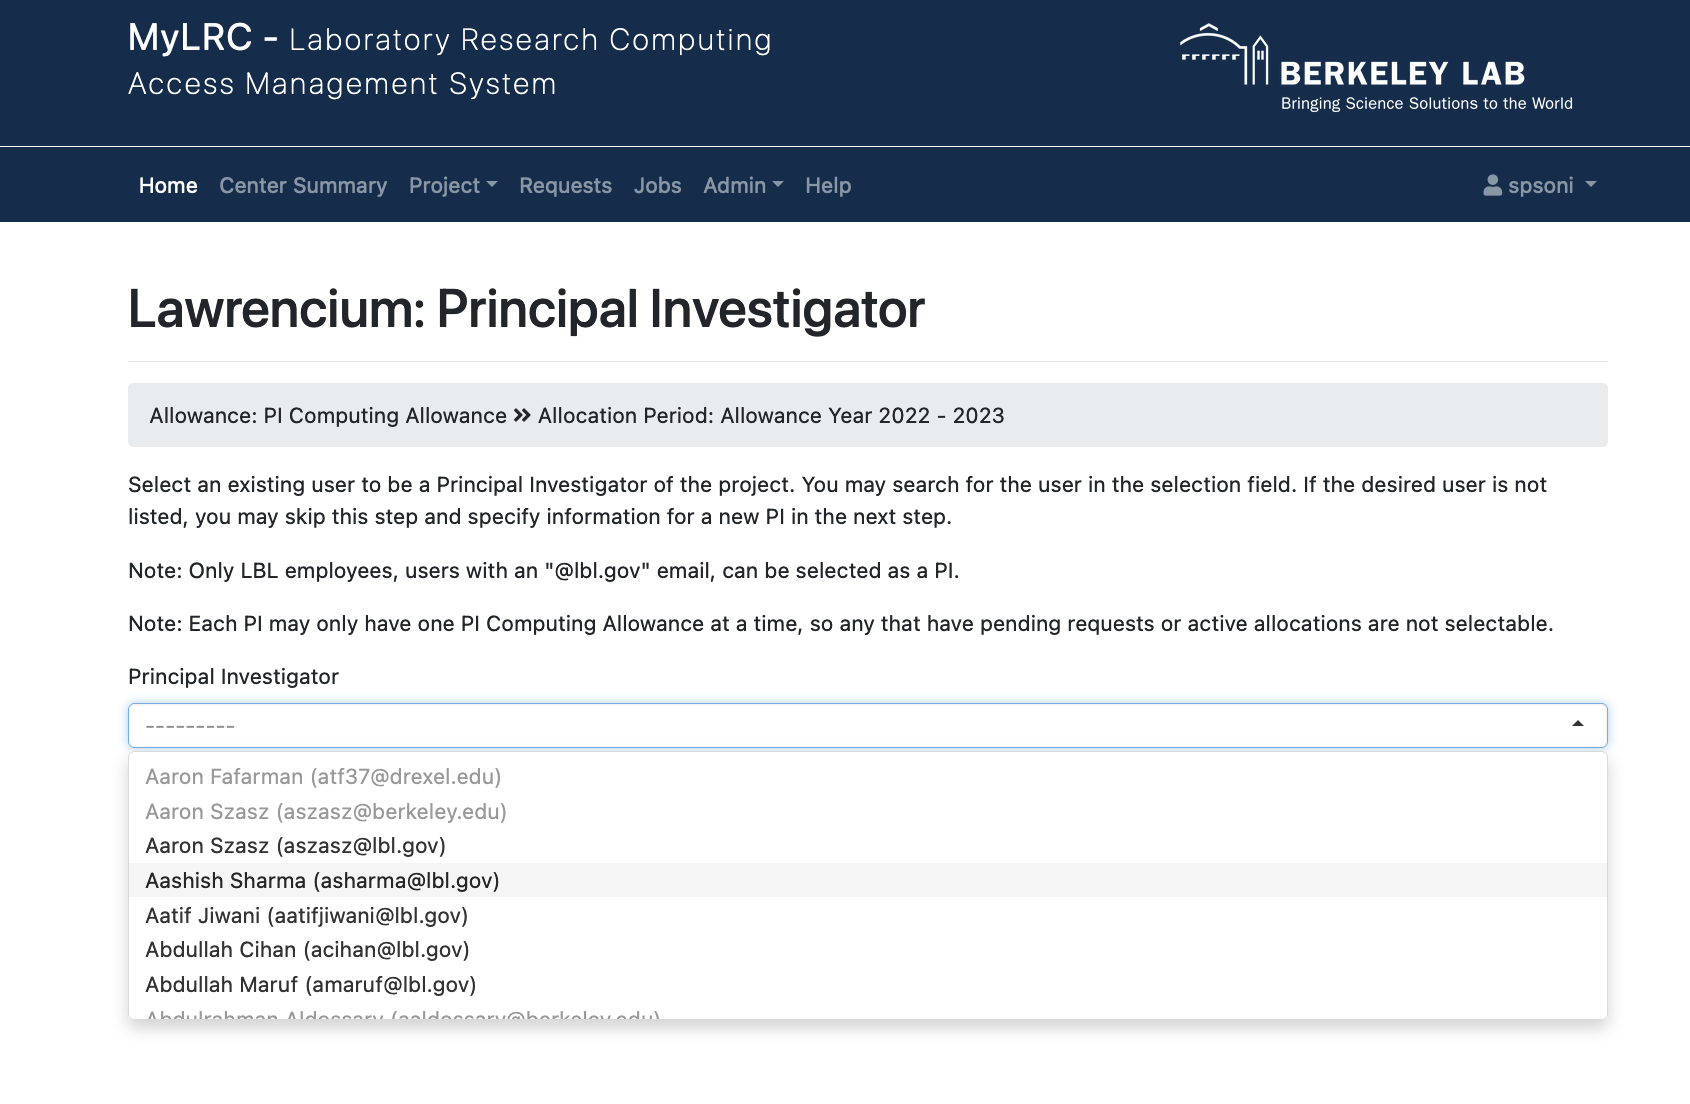 MyLRC - Laboratory Research Computing
Access Management System
BERKELEY LAB
Bringing Science Solutions to the World
Home Center Summary Project Requests Jobs Admin Help spsoni
Lawrencium: Principal Investigator
Allowance: PI Computing Allowance » Allocation Period: Allowance Year 2022 - 2023
Select an existing user to be a Principal Investigator of the project. You may search for the user in the selection field. If the desired user is not
listed, you may skip this step and specify information for a new PI in the next step.
Note: Only LBL employees, users with an "@lbl.gov" email, can be selected as a PI.
Note: Each PI may only have one PI Computing Allowance at a time, so any that have pending requests or active allocations are not selectable.
Principal Investigator
---------
Aaron Fafarman (atf37@drexel.edu)
Aaron Szasz (aszasz@berkeley.edu)
Aaron Szasz (aszasz@lbl.gov)
Aashish Sharma (asharma@lbl.gov)
Aatif Jiwani (aatifjiwani@lbl.gov)
Abdullah Cihan (acihan@lbl.gov)
Abdullah Maruf (amaruf@lbl.gov)
Abdulrahman Aldossary (aaldossary@berkeley.edu)